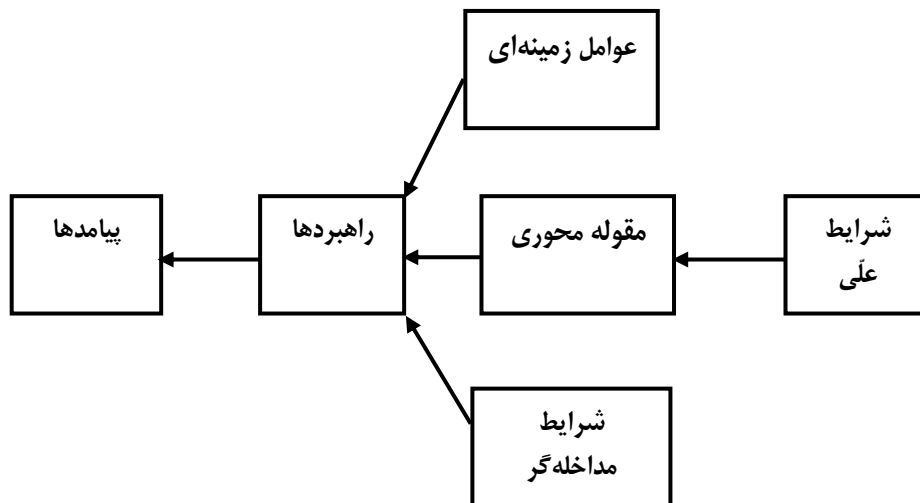 عوامل زمینه‌ای
شرایط
علّی
مقوله محوری
راهبردها
پیامدها
شرایط
مداخله‌گر